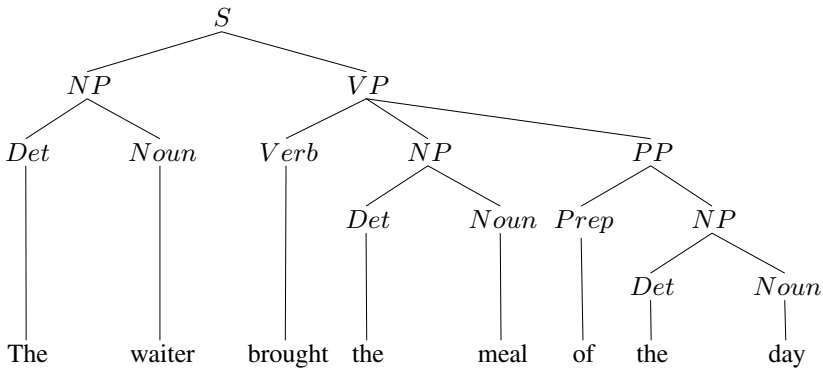 S
NP VP
Det Noun Verb NP PP
Det Noun Prep NP
Det Noun
The waiter brought the meal of the day